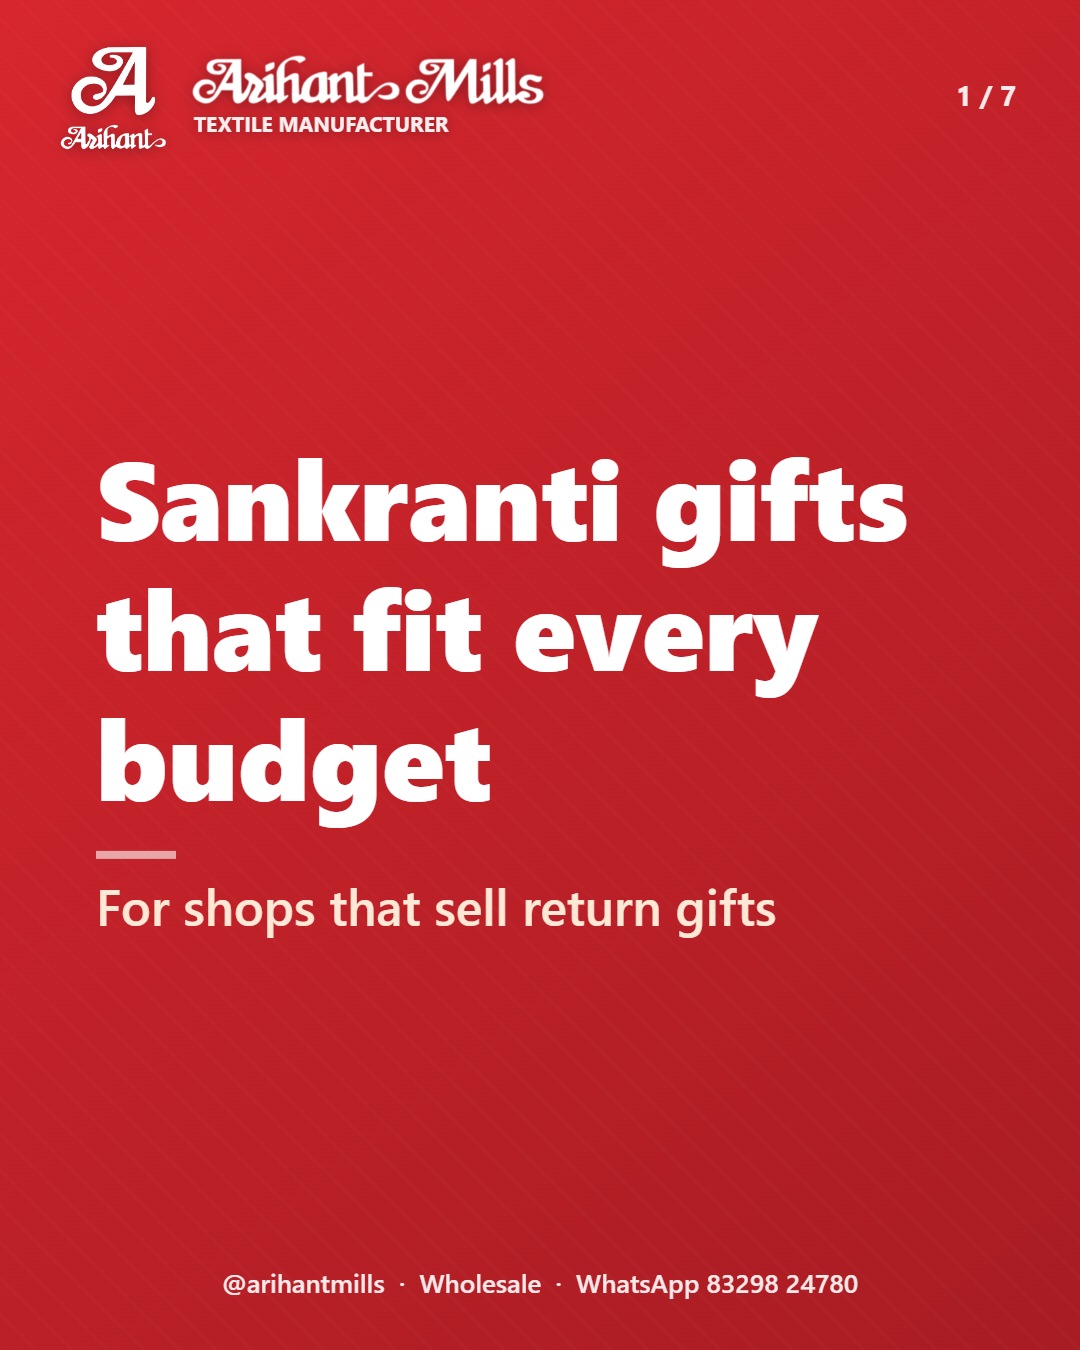 A
Arihant
Arihant Mills
TEXTILE MANUFACTURER
1 / 7
Sankranti gifts
that fit every
budget
For shops that sell return gifts
@arihantmills · Wholesale · WhatsApp 83298 24780